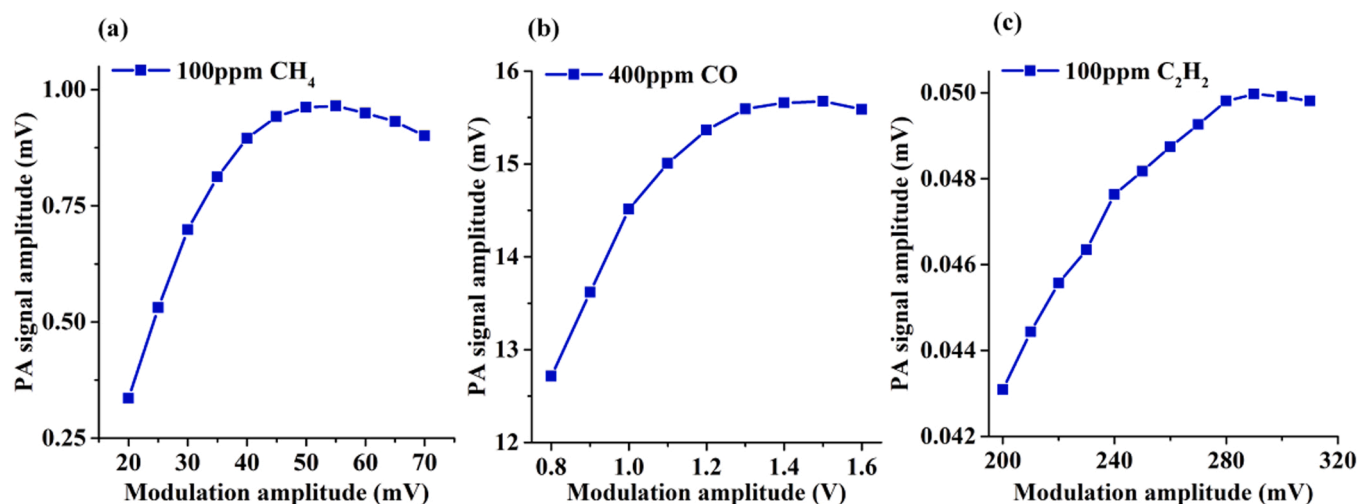 (a)
100ppm CH₄
PA signal amplitude (mV)
1.00
0.75
0.50
0.25
20 30 40 50 60 70
Modulation amplitude (mV)
(b)
400ppm CO
PA signal amplitude (mV)
16
15
14
13
12
0.8 1.0 1.2 1.4 1.6
Modulation amplitude (V)
(c)
100ppm C₂H₂
PA signal amplitude (mV)
0.050
0.048
0.046
0.044
0.042
200 240 280 320
Modulation amplitude (mV)